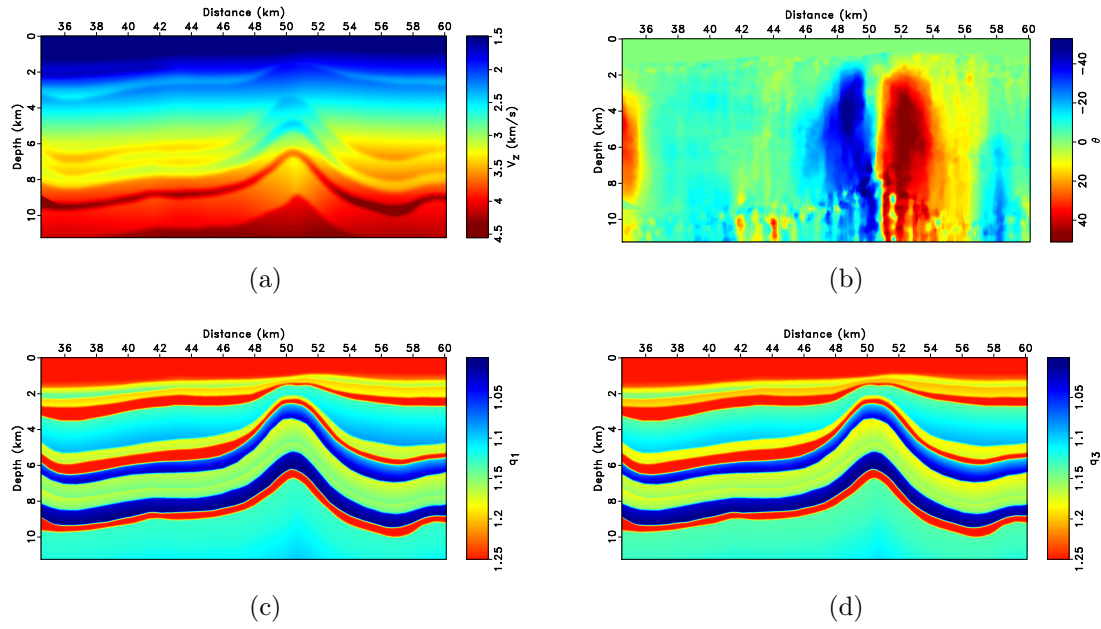 Distance (km)
36 38 40 42 44 46 48 50 52 54 56 58 60
0 2 4 6 8 10
Depth (km)
1.5 2 2.5 3 3.5 4 4.5
V_z (km/s)
(a)
Distance (km)
36 38 40 42 44 46 48 50 52 54 56 58 60
0 2 4 6 8 10
Depth (km)
−40 −20 0 20 40
θ
(b)
Distance (km)
36 38 40 42 44 46 48 50 52 54 56 58 60
0 2 4 6 8 10
Depth (km)
1.05 1.1 1.15 1.2 1.25
q1
(c)
Distance (km)
36 38 40 42 44 46 48 50 52 54 56 58 60
0 2 4 6 8 10
Depth (km)
1.05 1.1 1.15 1.2 1.25
q3
(d)